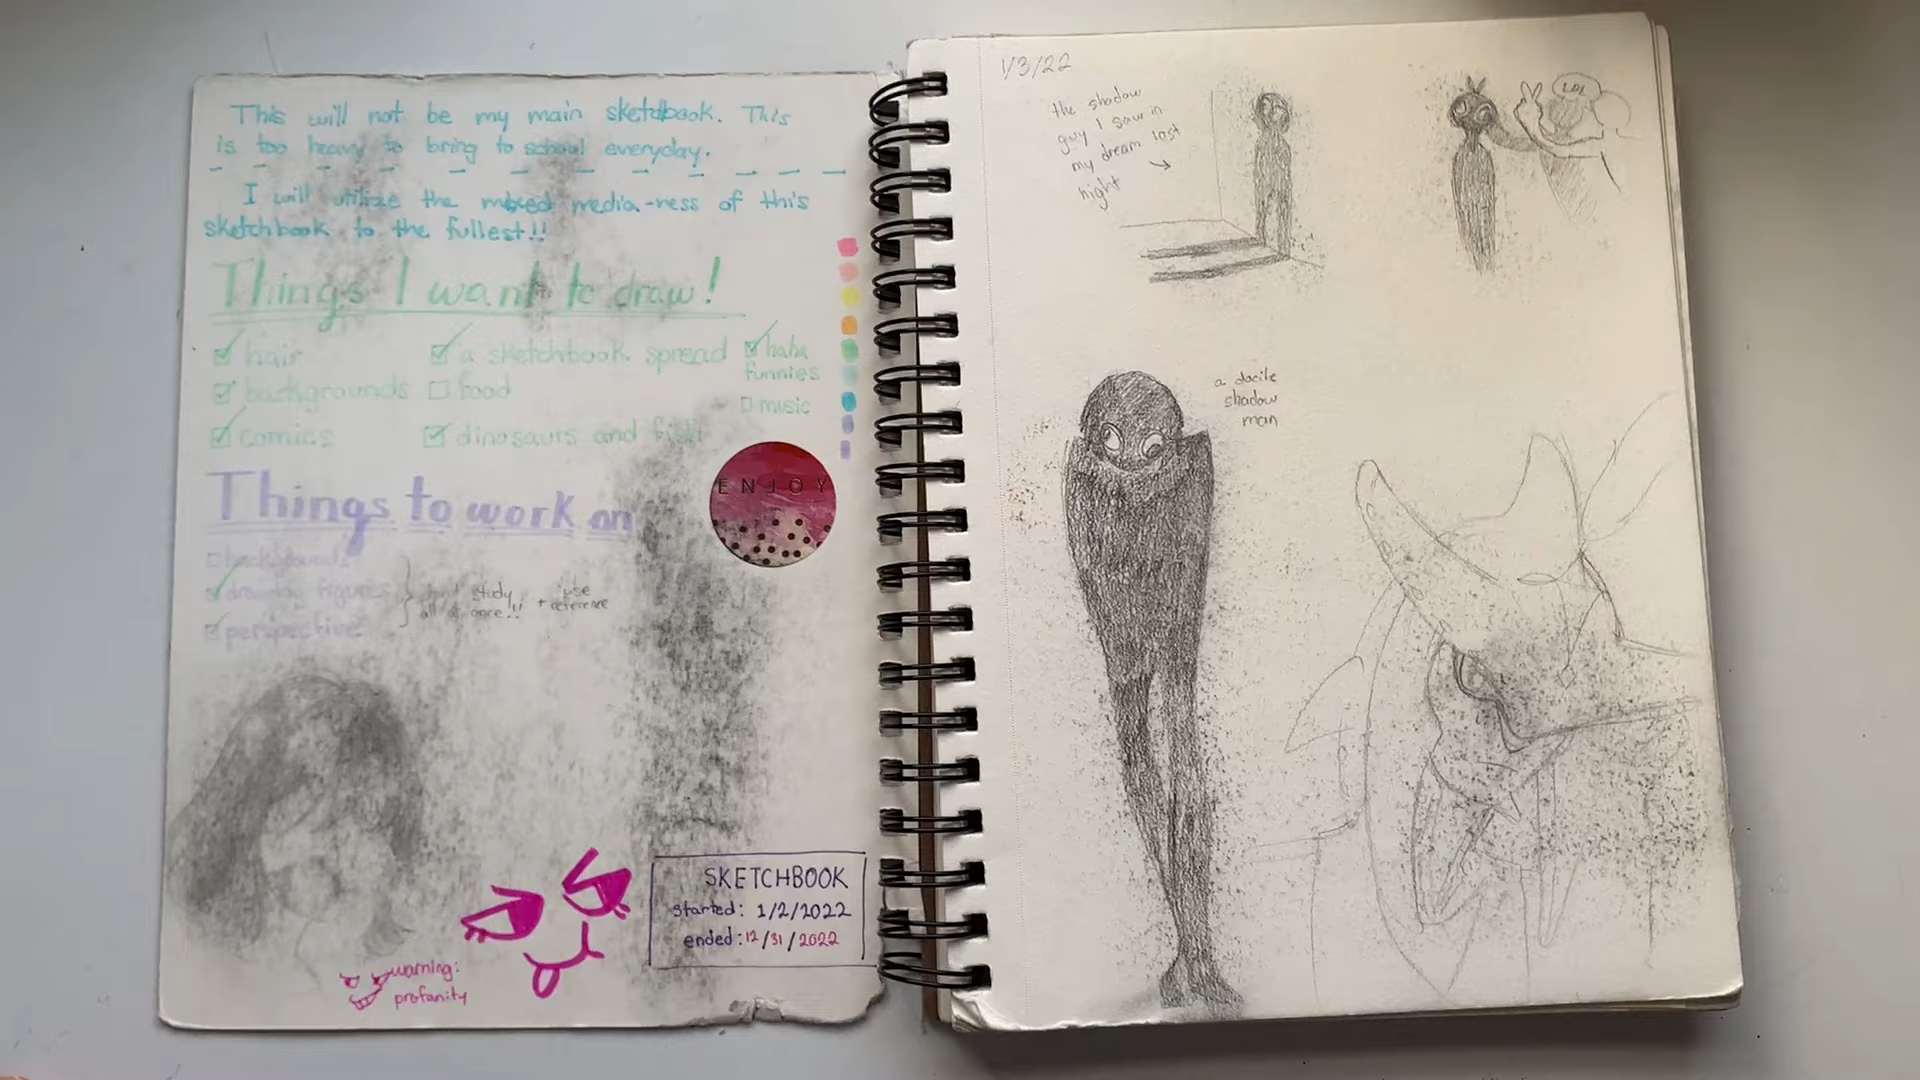 This will not be my main sketchbook. This
is too heavy to bring to school everyday.
I will utilize the mixed media-ness of this
sketchbook to the fullest!!
Things I want to draw!
hair
backgrounds
comics
a sketchbook spread
food
dinosaurs and fish
haha
funnies
music
Things to work on
backgrounds
drawing figures
perspective
study
all at once!!
+ use
reference
ENJOY
warning:
profanity
SKETCHBOOK
started: 1/2/2022
ended: 12/31/2022
1/3/22
the shadow
guy I saw in
my dream last
night
LOL
a docile
shadow
man